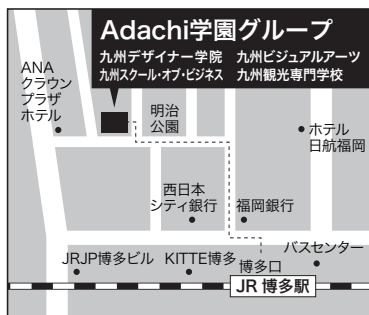 Adachi学園グループ
九州デザイナー学院 九州ビジュアルアーツ
九州スクール・オブ・ビジネス 九州観光専門学校
ANA
クラウン
プラザ
ホテル
明治
公園
ホテル
日航福岡
西日本
シティ銀行
福岡銀行
バスセンター
JRJP博多ビル
KITTE博多
博多口
JR 博多駅